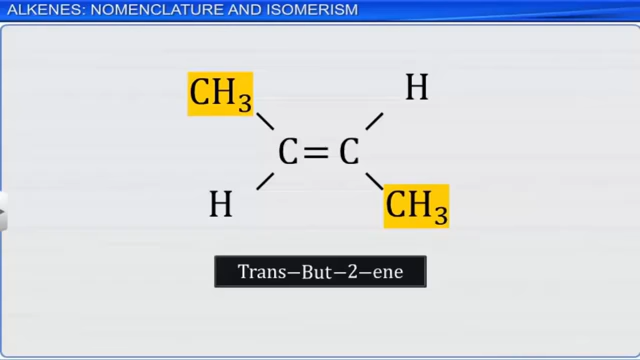 ALKENES: NOMENCLATURE AND ISOMERISM
CH₃ H
C=C
H CH₃
Trans–But–2–ene